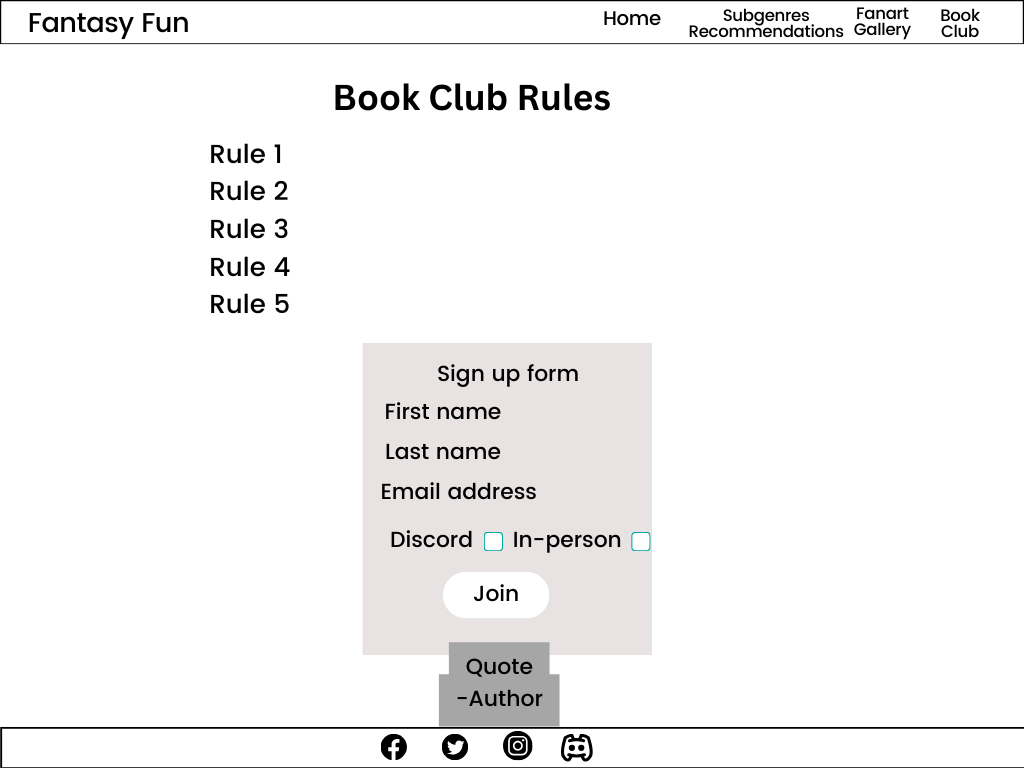 Fantasy Fun
Home
Subgenres
Recommendations
Fanart
Gallery
Book
Club
Book Club Rules
Rule 1
Rule 2
Rule 3
Rule 4
Rule 5
Sign up form
First name
Last name
Email address
Discord In-person
Join
Quote
-Author